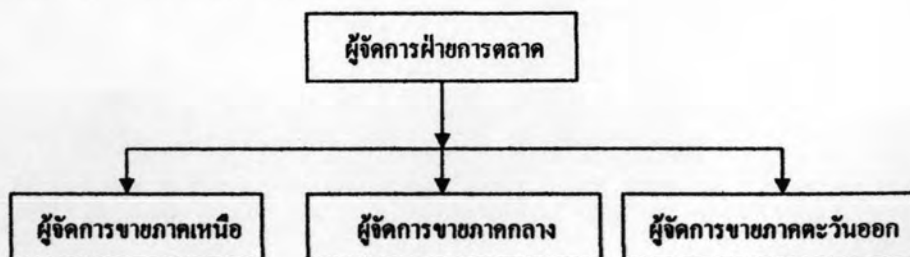 ผู้จัดการฝ่ายการตลาด
ผู้จัดการขายภาคเหนือ
ผู้จัดการขายภาคกลาง
ผู้จัดการขายภาคตะวันออก